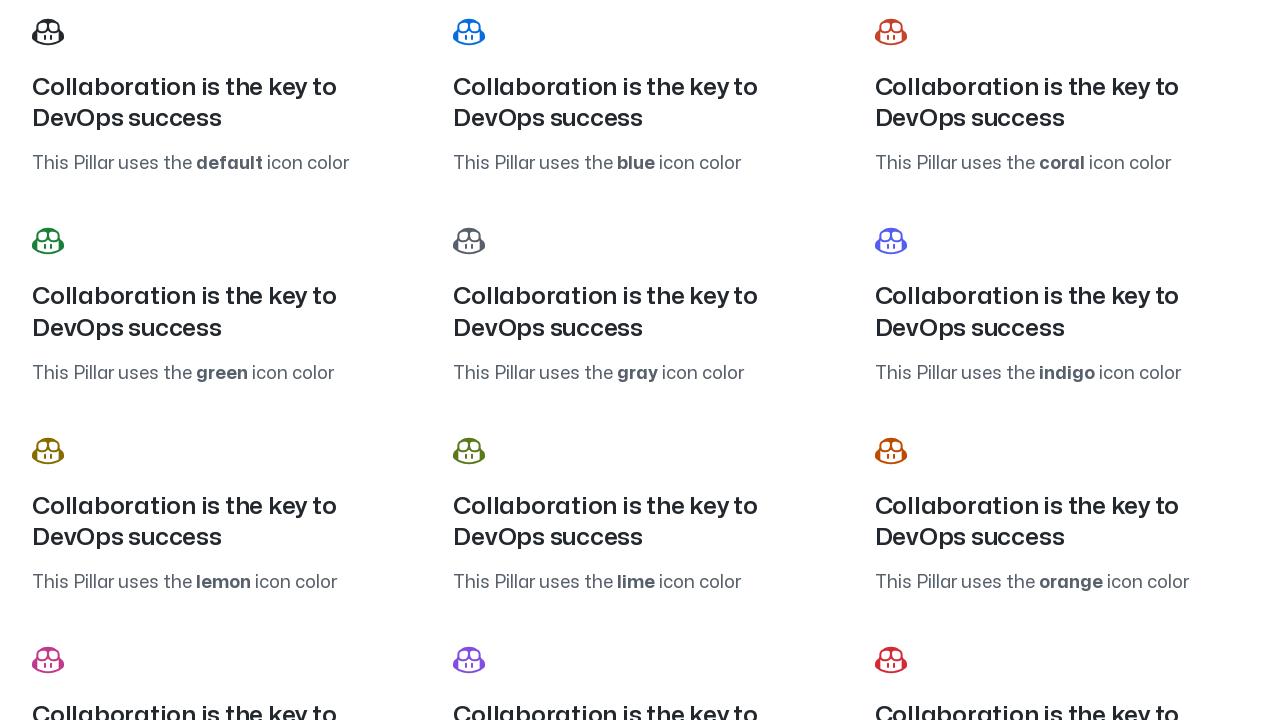 Collaboration is the key to
DevOps success
This Pillar uses the default icon color
Collaboration is the key to
DevOps success
This Pillar uses the blue icon color
Collaboration is the key to
DevOps success
This Pillar uses the coral icon color
Collaboration is the key to
DevOps success
This Pillar uses the green icon color
Collaboration is the key to
DevOps success
This Pillar uses the gray icon color
Collaboration is the key to
DevOps success
This Pillar uses the indigo icon color
Collaboration is the key to
DevOps success
This Pillar uses the lemon icon color
Collaboration is the key to
DevOps success
This Pillar uses the lime icon color
Collaboration is the key to
DevOps success
This Pillar uses the orange icon color
Collaboration is the key to
Collaboration is the key to
Collaboration is the key to